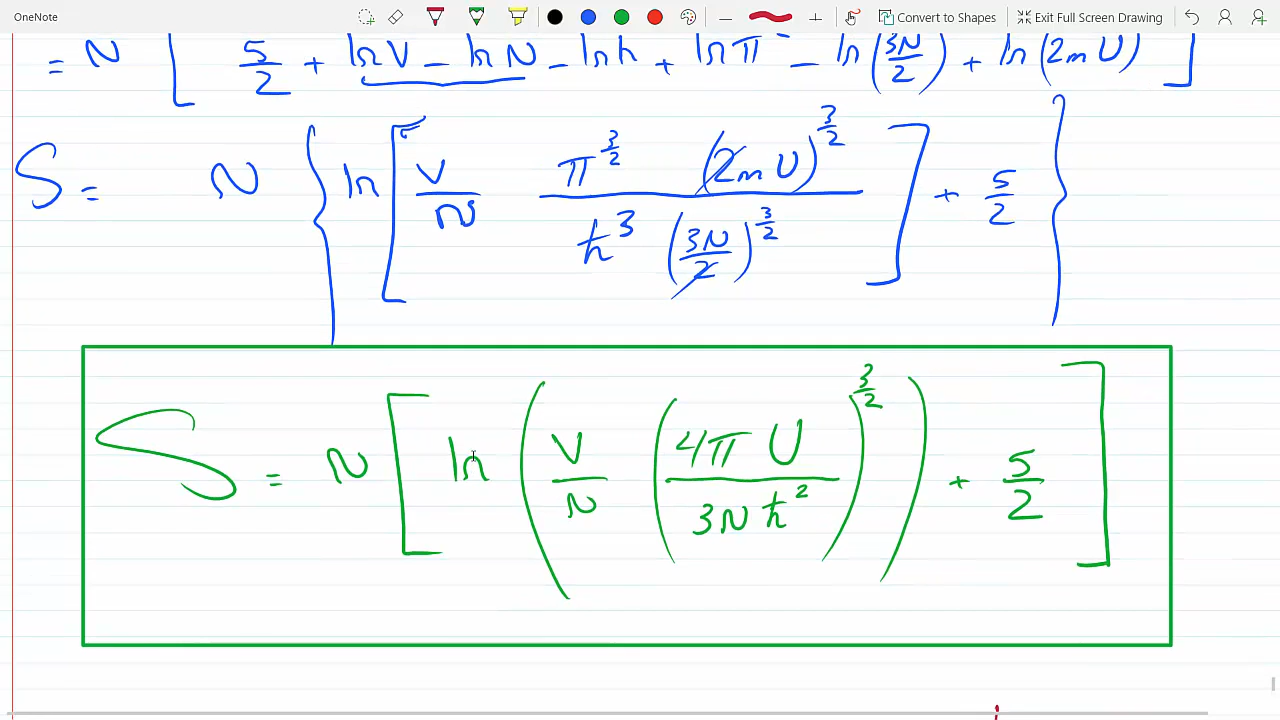 OneNote
Convert to Shapes Exit Full Screen Drawing
= N [ 5/2 + ln V - ln N - ln h + ln π - ln (3N/2) + ln (2mU) ]
S = N { ln [ V/N π^(3/2) (2mU)^(3/2) / ħ^3 (3N/2)^(3/2) ] + 5/2 }
S = N [ ln ( V/N ( 4π U / 3N ħ^2 )^(3/2) ) + 5/2 ]